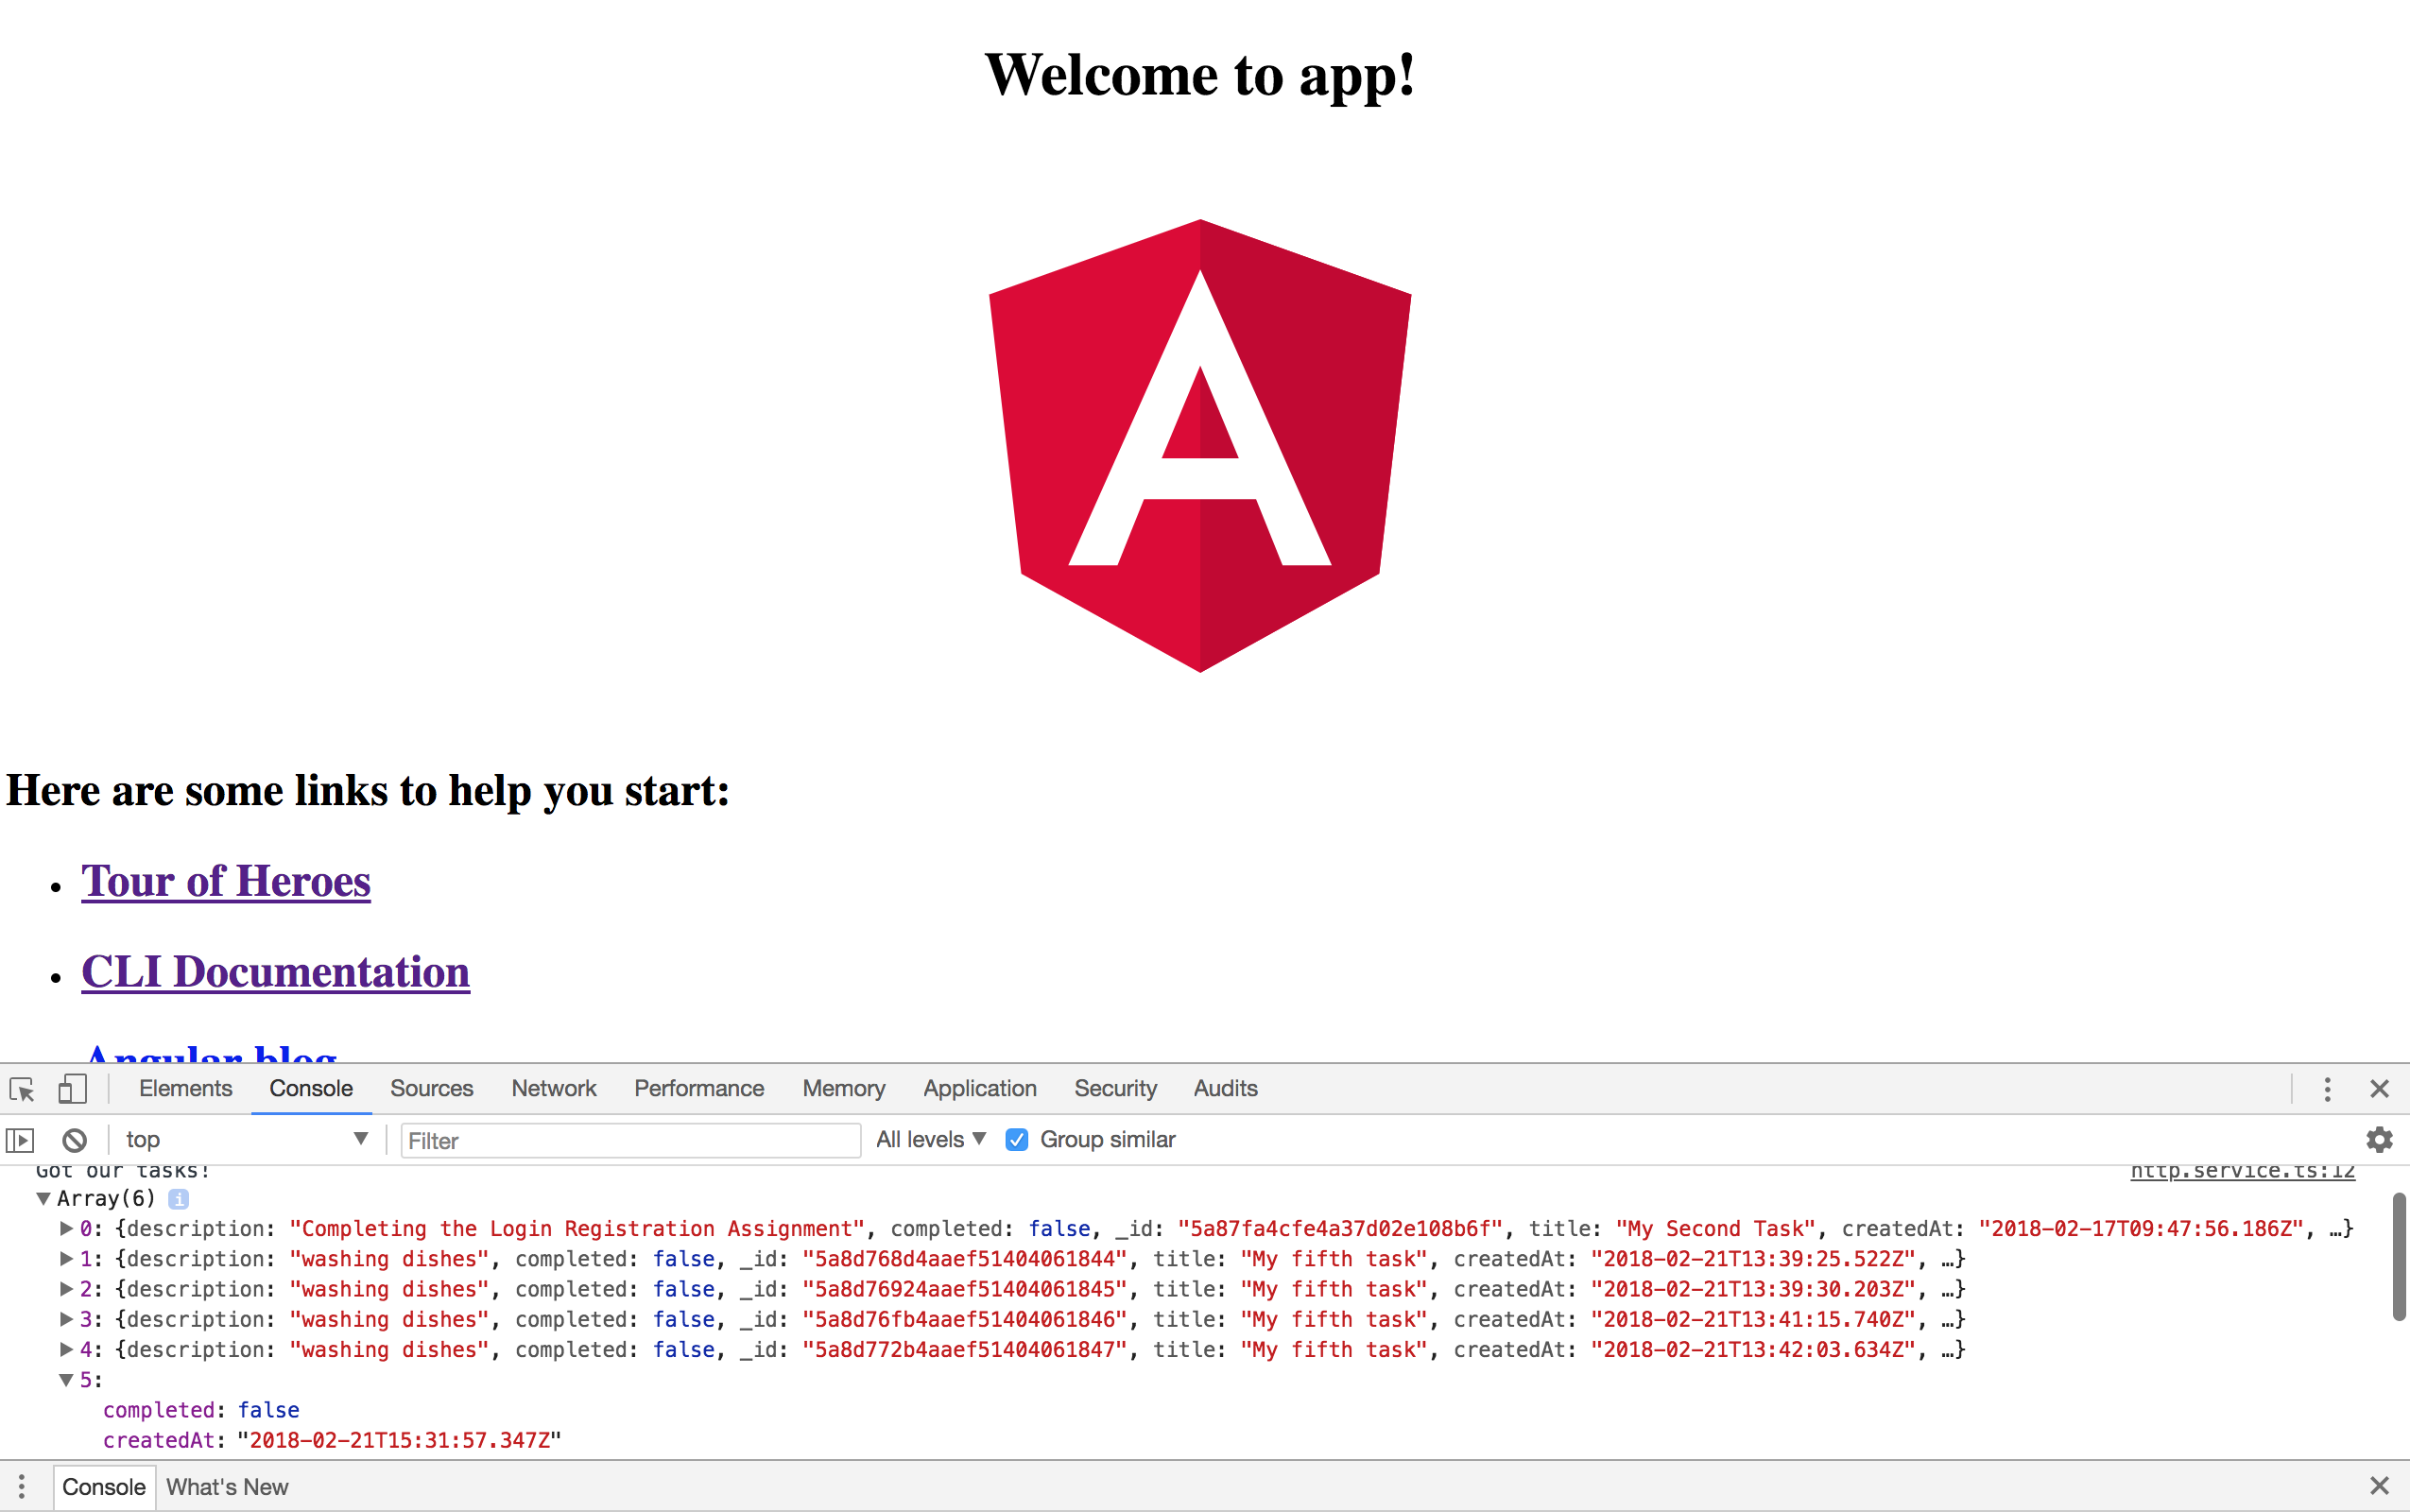 Welcome to app!
A
Here are some links to help you start:
Tour of Heroes
CLI Documentation
Angular blog
Elements Console Sources Network Performance Memory Application Security Audits
top Filter All levels Group similar
Got our tasks! http.service.ts:12
Array(6) i
0: {description: "Completing the Login Registration Assignment", completed: false, _id: "5a87fa4cfe4a37d02e108b6f", title: "My Second Task", createdAt: "2018-02-17T09:47:56.186Z", …}
1: {description: "washing dishes", completed: false, _id: "5a8d768d4aaef51404061844", title: "My fifth task", createdAt: "2018-02-21T13:39:25.522Z", …}
2: {description: "washing dishes", completed: false, _id: "5a8d76924aaef51404061845", title: "My fifth task", createdAt: "2018-02-21T13:39:30.203Z", …}
3: {description: "washing dishes", completed: false, _id: "5a8d76fb4aaef51404061846", title: "My fifth task", createdAt: "2018-02-21T13:41:15.740Z", …}
4: {description: "washing dishes", completed: false, _id: "5a8d772b4aaef51404061847", title: "My fifth task", createdAt: "2018-02-21T13:42:03.634Z", …}
5:
completed: false
createdAt: "2018-02-21T15:31:57.347Z"
Console What's New